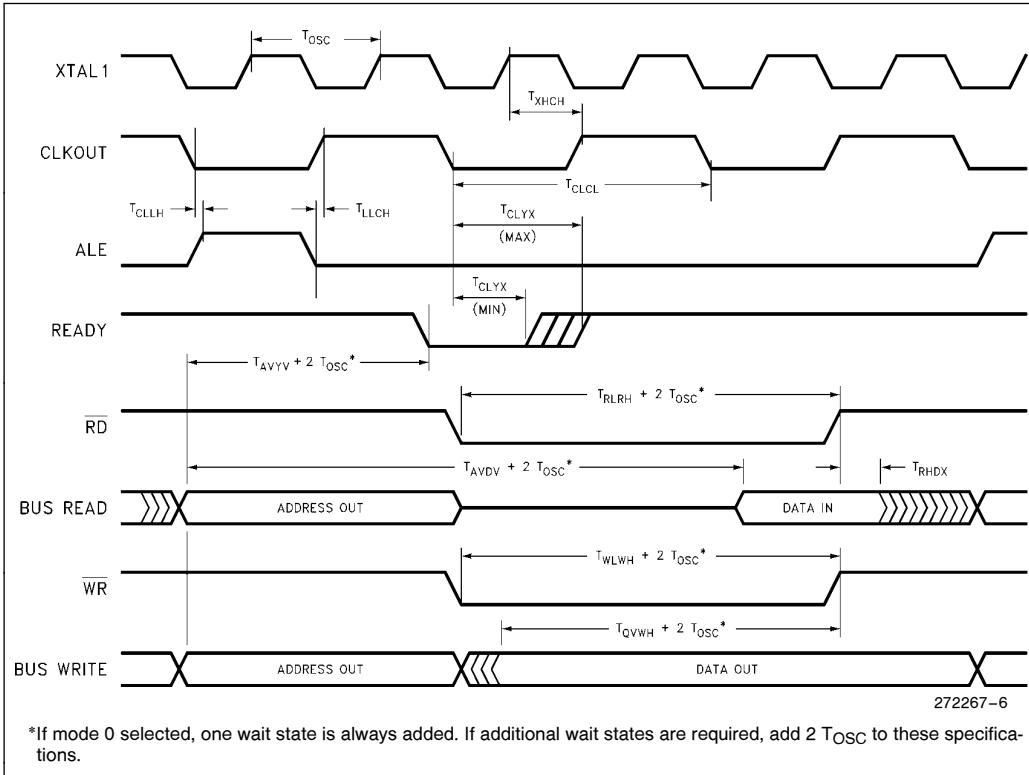 T_OSC
XTAL1
T_XHCH
CLKOUT
T_CLCL
T_CLLH
T_LLCH
T_CLYX
(MAX)
ALE
T_CLYX
(MIN)
READY
T_AVYV + 2 T_OSC*
T_RLRH + 2 T_OSC*
RD
T_AVDV + 2 T_OSC*
T_RHDX
BUS READ
ADDRESS OUT
DATA IN
T_WLWH + 2 T_OSC*
WR
T_QVWH + 2 T_OSC*
BUS WRITE
ADDRESS OUT
DATA OUT
272267–6
*If mode 0 selected, one wait state is always added. If additional wait states are required, add 2 T_OSC to these specifica-
tions.